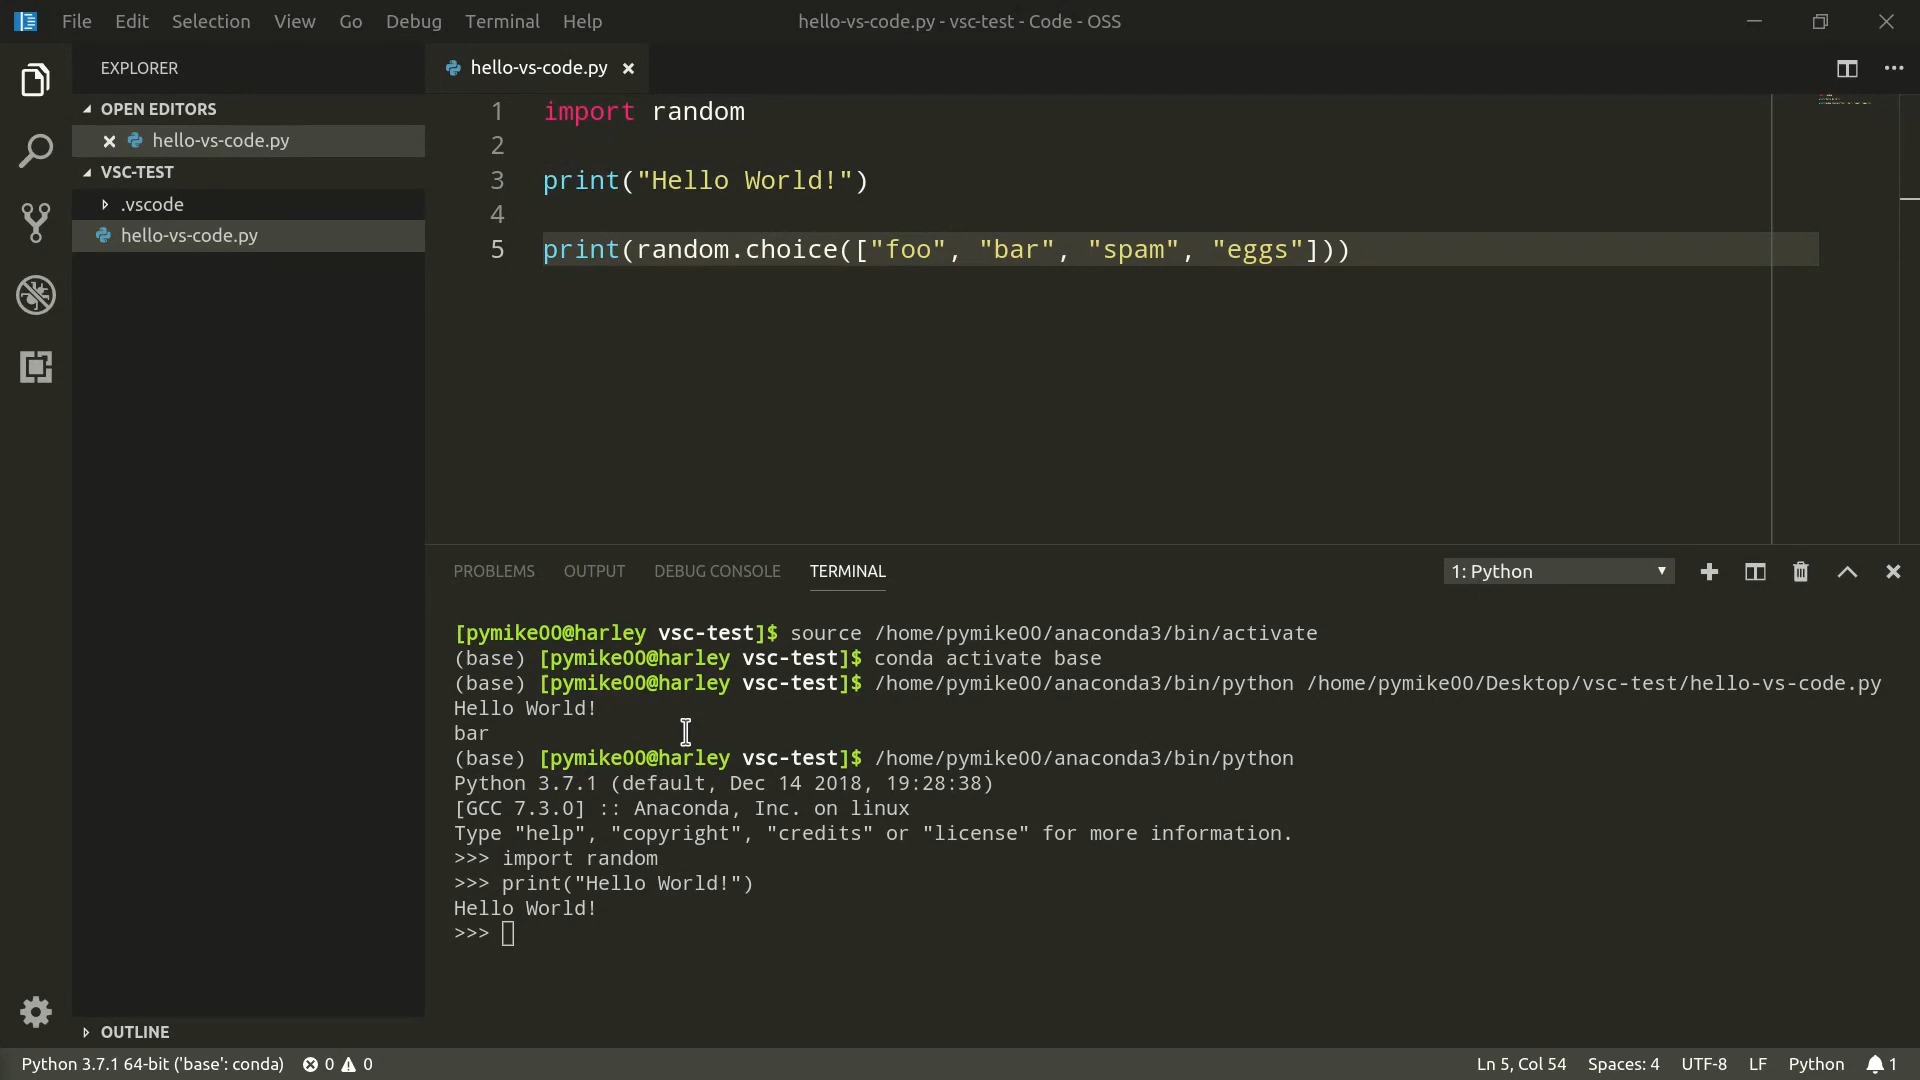 File Edit Selection View Go Debug Terminal Help hello-vs-code.py - vsc-test - Code - OSS
EXPLORER
OPEN EDITORS
hello-vs-code.py
VSC-TEST
.vscode
hello-vs-code.py
OUTLINE
hello-vs-code.py
1 import random
2
3 print("Hello World!")
4
5 print(random.choice(["foo", "bar", "spam", "eggs"]))
PROBLEMS OUTPUT DEBUG CONSOLE TERMINAL 1: Python
[pymike00@harley vsc-test]$ source /home/pymike00/anaconda3/bin/activate
(base) [pymike00@harley vsc-test]$ conda activate base
(base) [pymike00@harley vsc-test]$ /home/pymike00/anaconda3/bin/python /home/pymike00/Desktop/vsc-test/hello-vs-code.py
Hello World!
bar
(base) [pymike00@harley vsc-test]$ /home/pymike00/anaconda3/bin/python
Python 3.7.1 (default, Dec 14 2018, 19:28:38)
[GCC 7.3.0] :: Anaconda, Inc. on linux
Type "help", "copyright", "credits" or "license" for more information.
>>> import random
>>> print("Hello World!")
Hello World!
>>>
Python 3.7.1 64-bit ('base': conda) 0 0 Ln 5, Col 54 Spaces: 4 UTF-8 LF Python 1